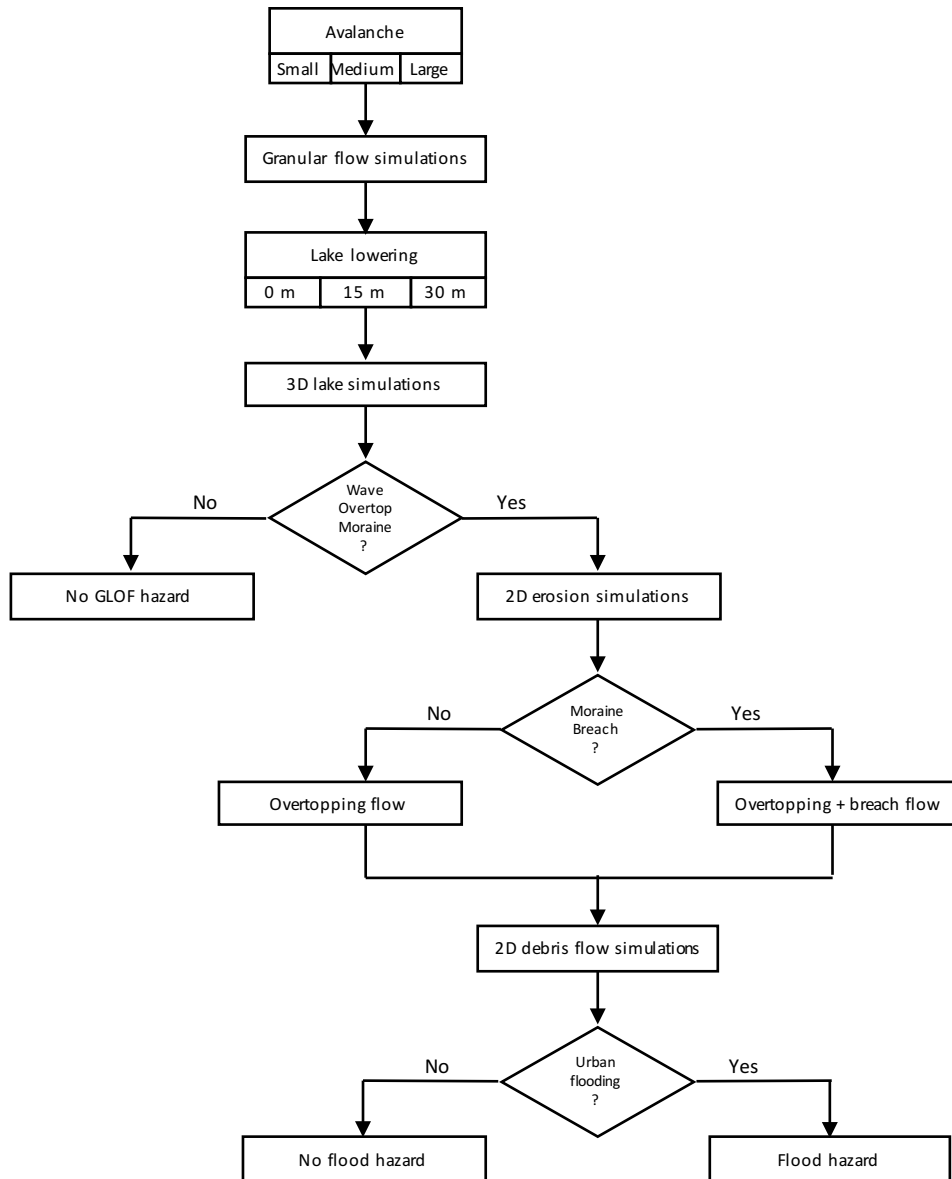 Avalanche
Small Medium Large
Granular flow simulations
Lake lowering
0 m 15 m 30 m
3D lake simulations
Wave
Overtop
Moraine
?
No
Yes
No GLOF hazard
2D erosion simulations
Moraine
Breach
?
No
Yes
Overtopping flow
Overtopping + breach flow
2D debris flow simulations
Urban
flooding
?
No
Yes
No flood hazard
Flood hazard